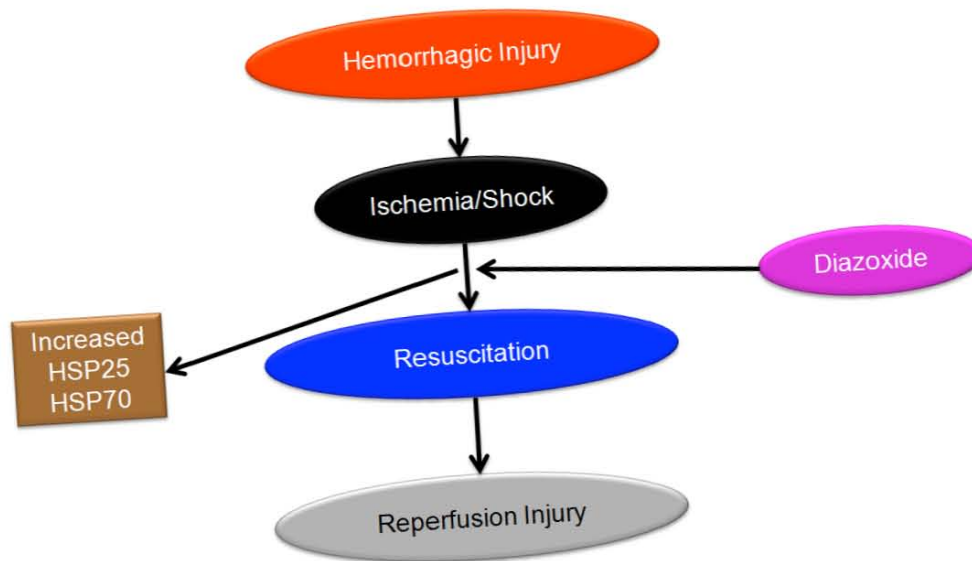 Hemorrhagic Injury
Ischemia/Shock
Diazoxide
Increased
HSP25
HSP70
Resuscitation
Reperfusion Injury